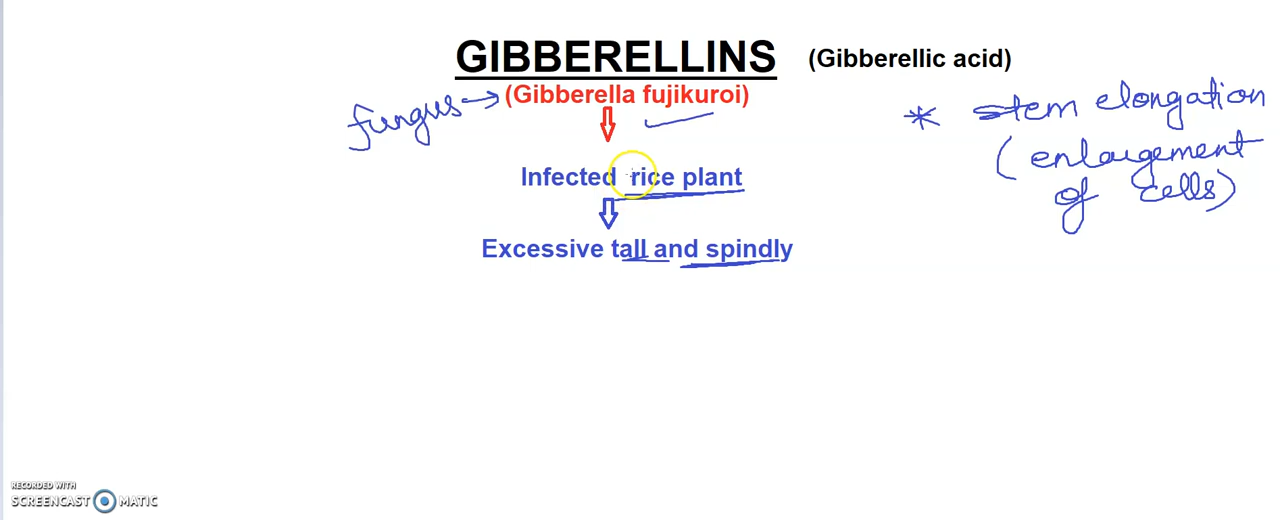 GIBBERELLINS (Gibberellic acid)
fungus → (Gibberella fujikuroi)
* stem elongation
(enlargement
of cells)
Infected rice plant
Excessive tall and spindly
RECORDED WITH
SCREENCAST MATIC